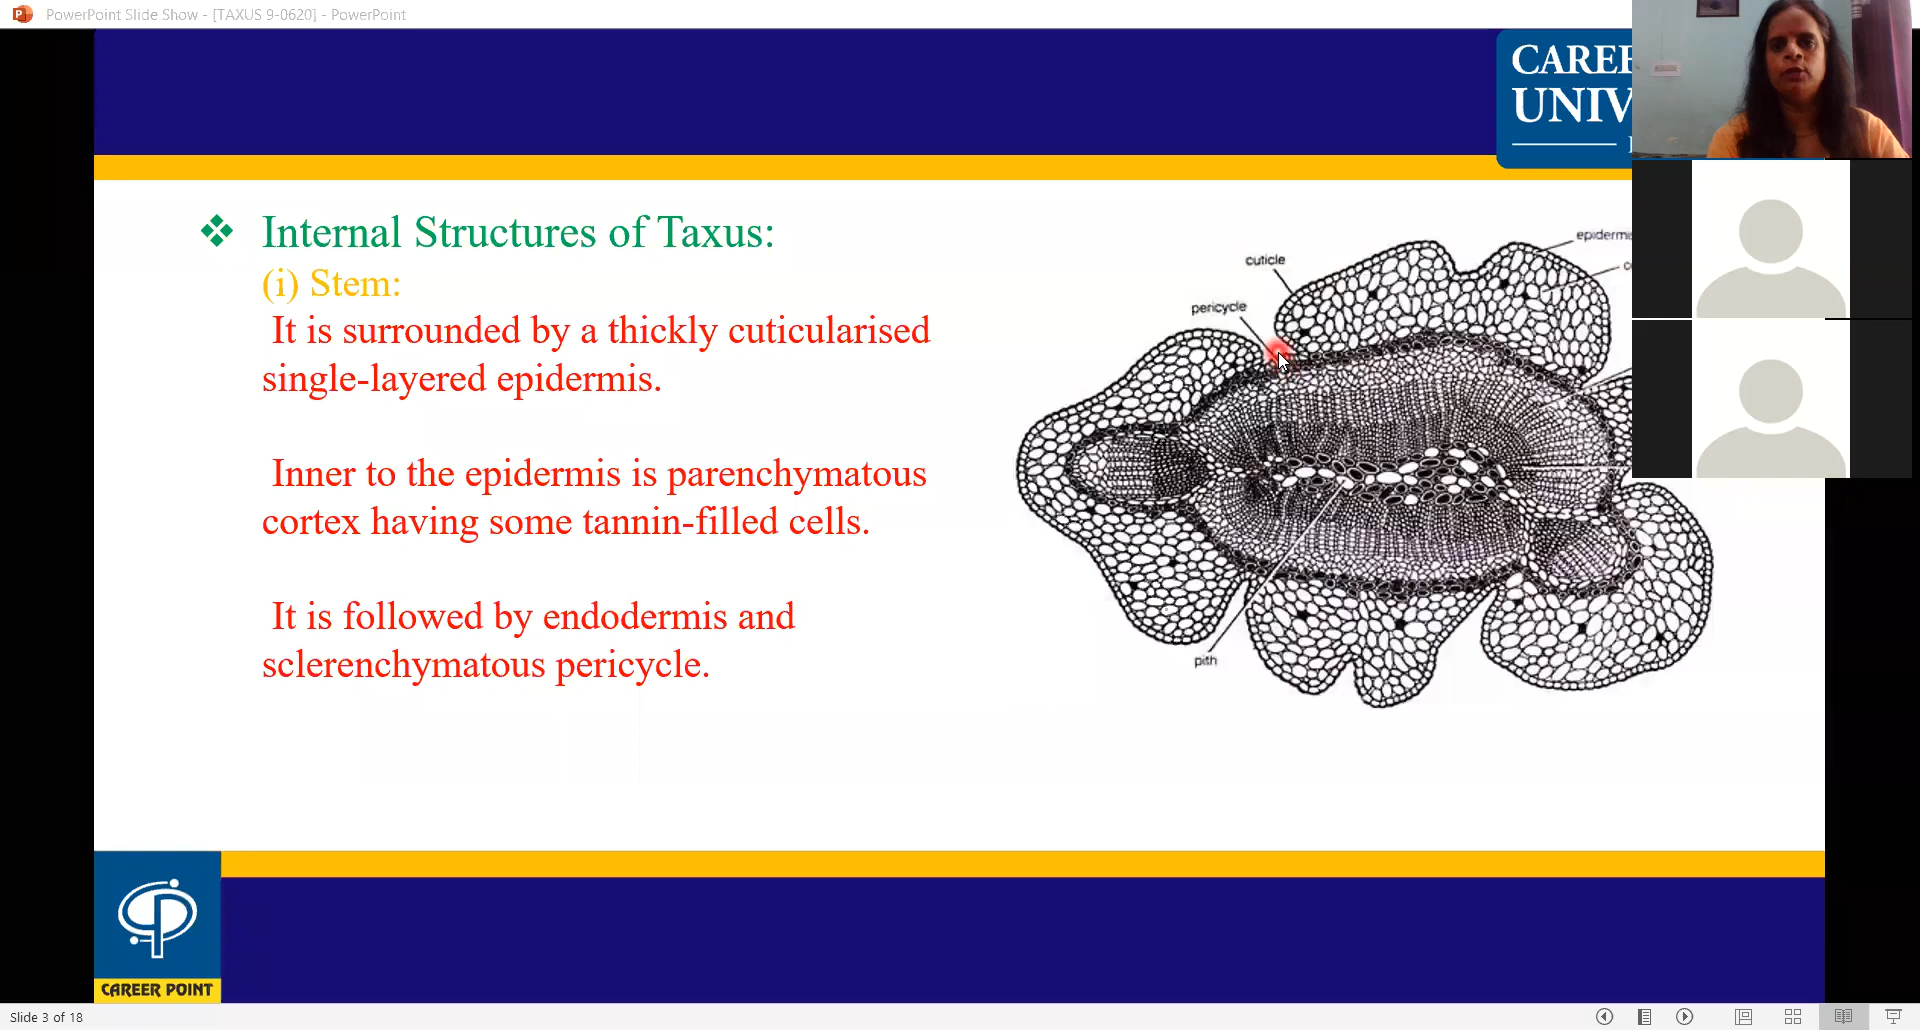 PowerPoint Slide Show - [TAXUS 9-0620] - PowerPoint
CAREE
UNIV
Internal Structures of Taxus:
(i) Stem:
It is surrounded by a thickly cuticularised
single-layered epidermis.
Inner to the epidermis is parenchymatous
cortex having some tannin-filled cells.
It is followed by endodermis and
sclerenchymatous pericycle.
epidermis
cuticle
pericycle
pith
CAREER POINT
Slide 3 of 18